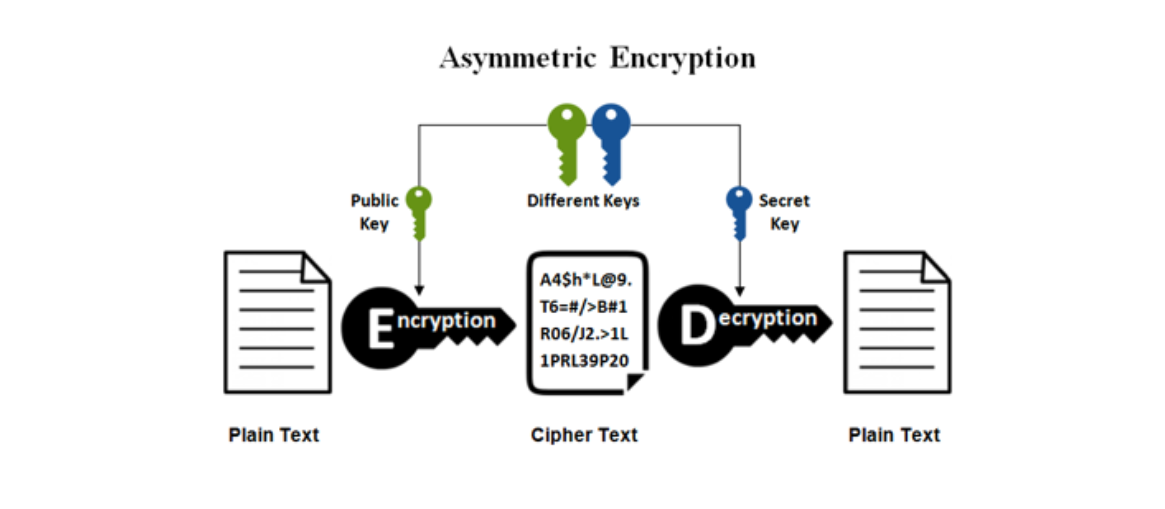 Asymmetric Encryption
Public
Key
Different Keys
Secret
Key
Encryption
A4$h*L@9.
T6=#/>B#1
R06/J2.>1L
1PRL39P20
Decryption
Plain Text
Cipher Text
Plain Text